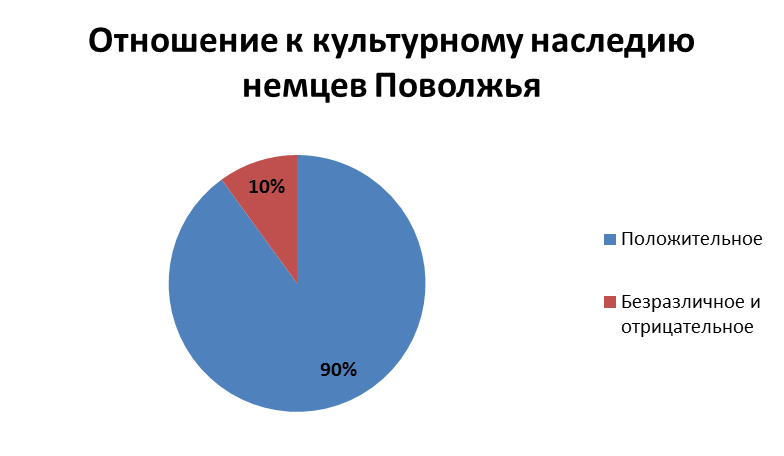 Отношение к культурному наследию
немцев Поволжья
10%
90%
Положительное
Безразличное и
отрицательное